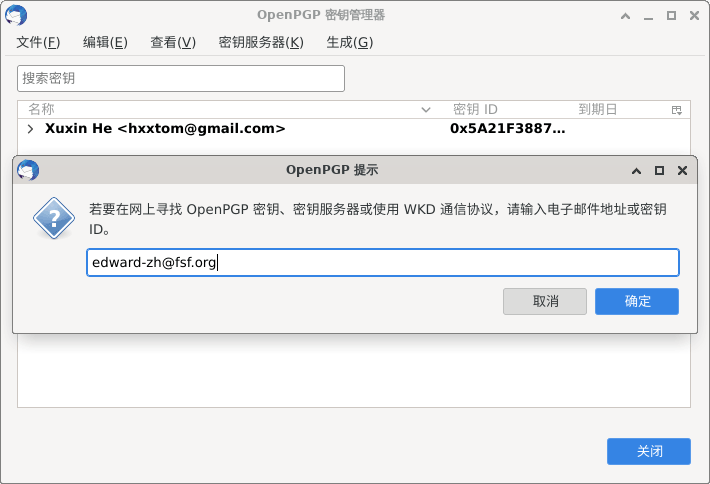 OpenPGP 密钥管理器
文件(F) 编辑(E) 查看(V) 密钥服务器(K) 生成(G)
搜索密钥
名称 密钥 ID 到期日
Xuxin He <hxxtom@gmail.com> 0x5A21F3887...
OpenPGP 提示
若要在网上寻找 OpenPGP 密钥、密钥服务器或使用 WKD 通信协议，请输入电子邮件地址或密钥
ID。
edward-zh@fsf.org
取消 确定
关闭